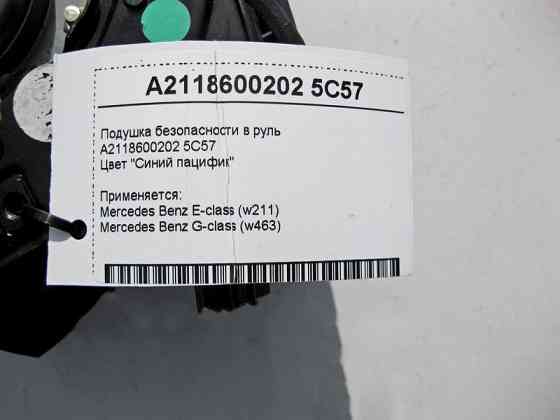 A2118600202 5C57
Подушка безопасности в руль
A2118600202 5C57
Цвет "Синий пацифик"
Применяется:
Mercedes Benz E-class (w211)
Mercedes Benz G-class (w463)